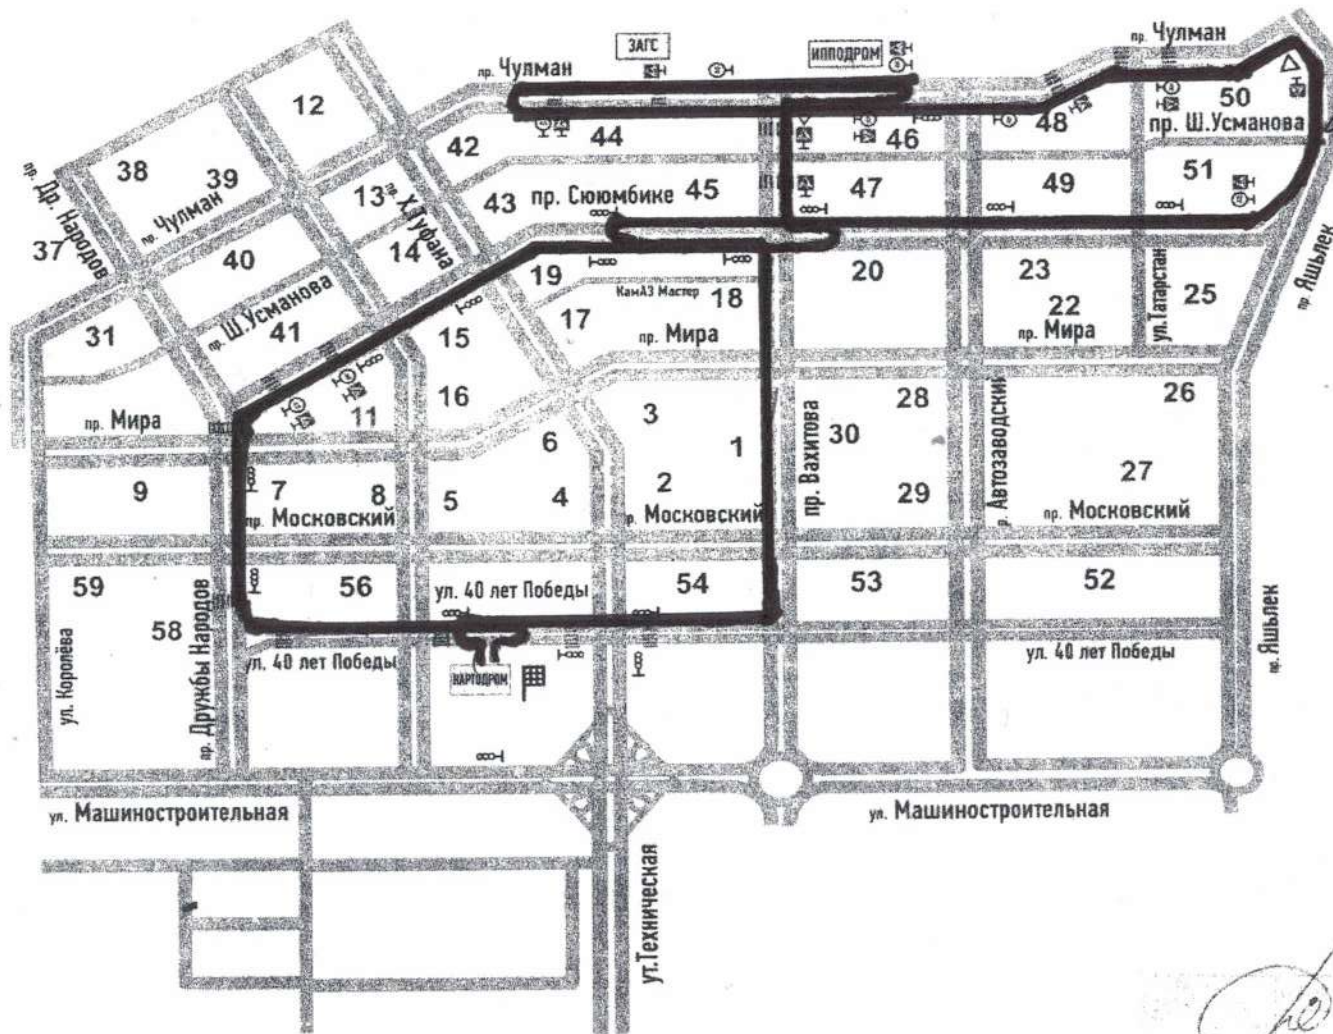 ЗАГС
ИППОДРОМ
пр. Чулман
пр. Чулман
12
50
42
44
46
48
пр. Ш.Усманова
38
39
13
пр. Х.Туфана
43
пр. Сююмбике
45
47
49
51
пр. Др. Народов
пр. Чулман
37
40
14
19
20
23
КамАЗ Мастер
18
22
ул.Татарстан
25
пр. Яшьлек
31
пр. Ш.Усманова
41
15
17
пр. Мира
пр. Мира
16
пр. Мира
11
3
28
26
6
1
30
пр. Вахитова
р. Автозаводский
9
7
8
5
4
2
29
27
пр. Московский
р. Московский
пр. Московский
59
56
ул. 40 лет Победы
54
53
52
58
ул. Королёва
пр. Дружбы Народов
ул. 40 лет Победы
КАРТОДРОМ
ул. 40 лет Победы
пр. Яшьлек
ул. Машиностроительная
ул. Машиностроительная
ут.Техническая